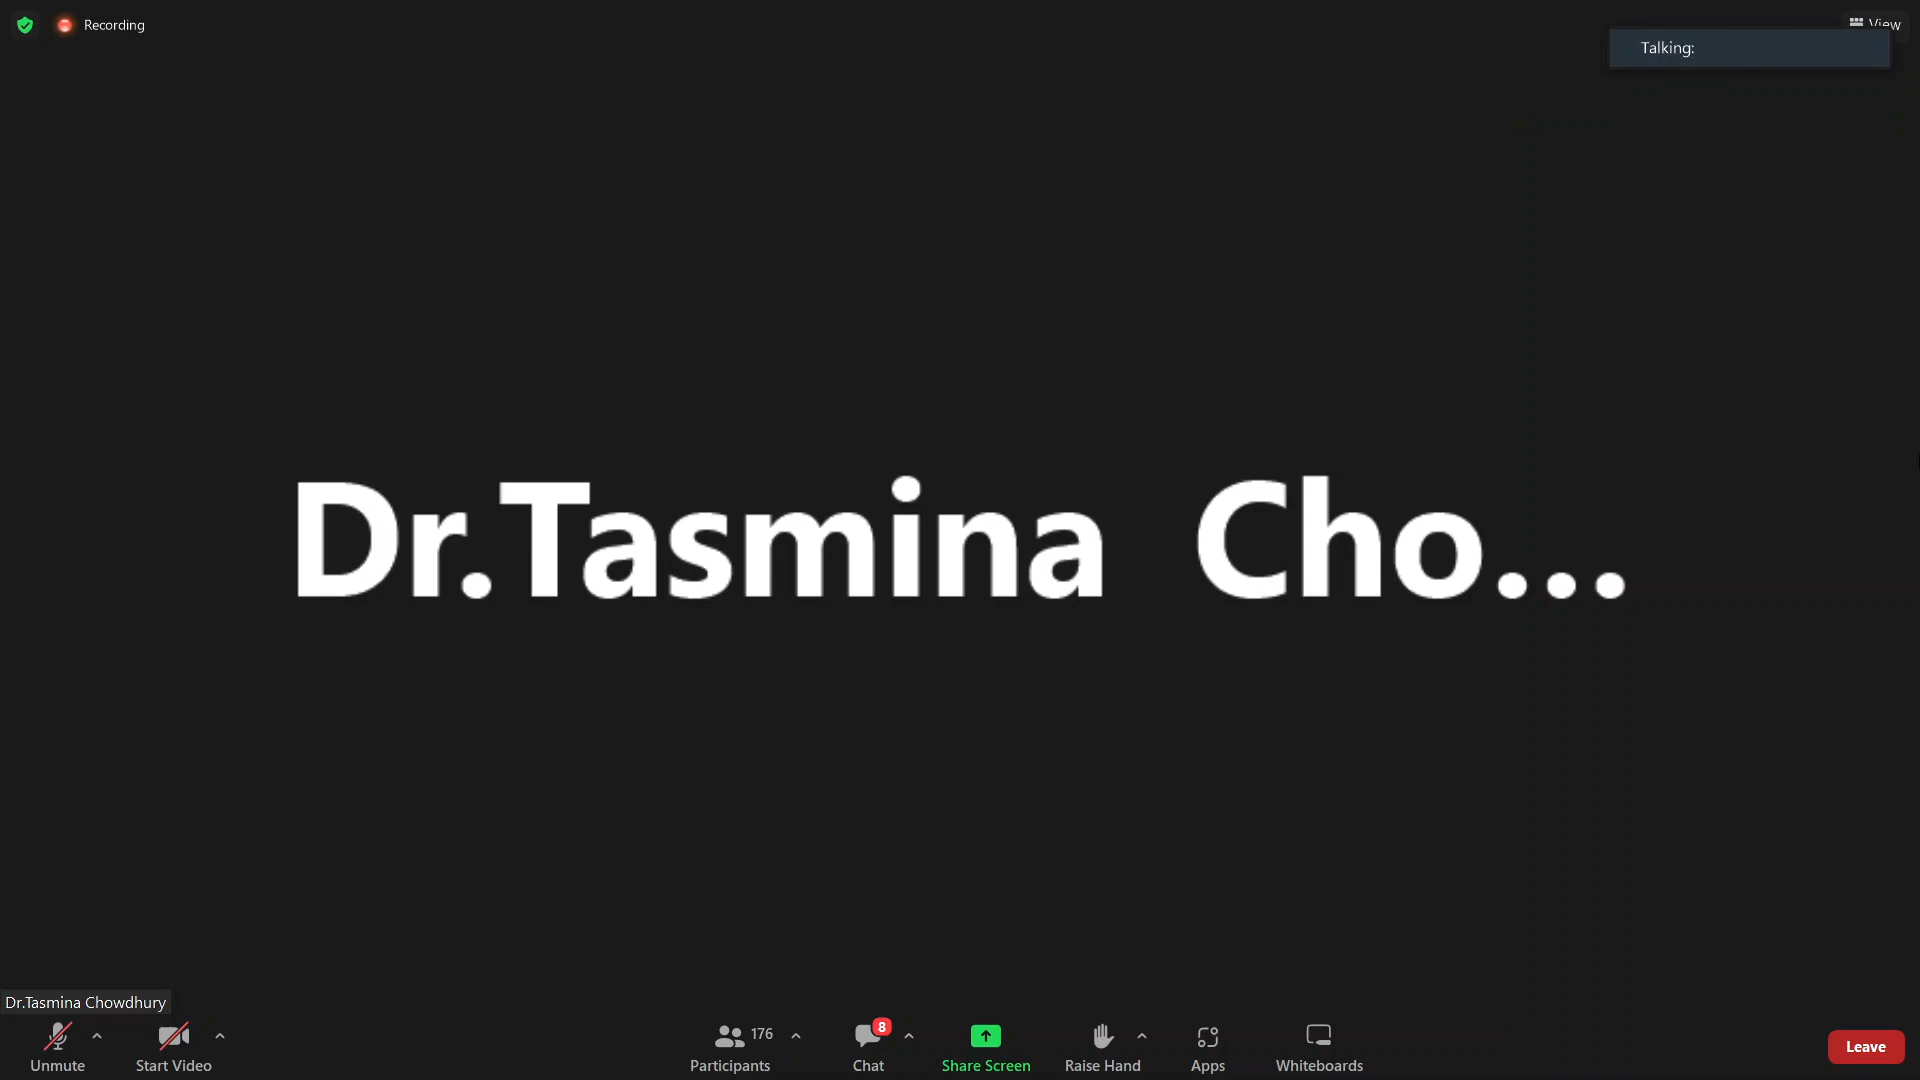 Recording
View
Talking:
Dr.Tasmina Cho...
Dr.Tasmina Chowdhury
Unmute
Start Video
176
Participants
8
Chat
Share Screen
Raise Hand
Apps
Whiteboards
Leave